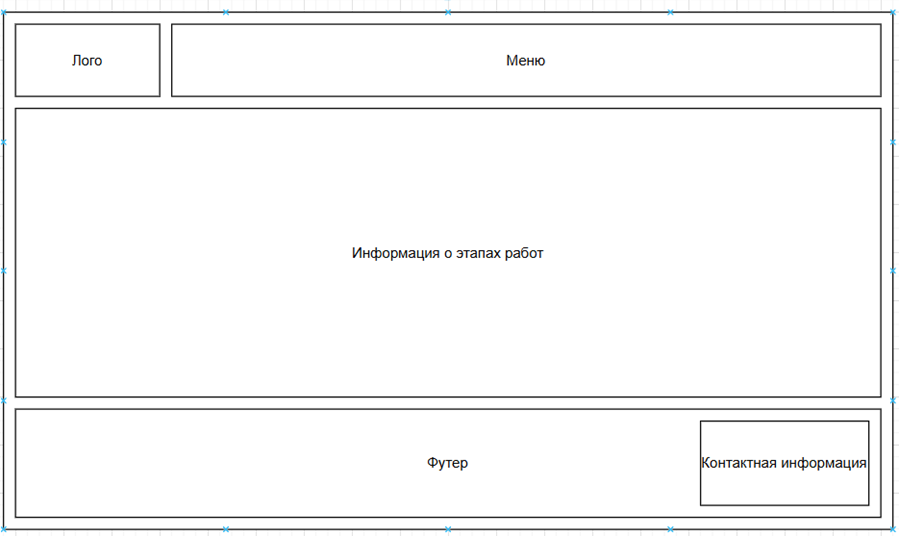 Лого
Меню
Информация о этапах работ
Футер
Контактная информация